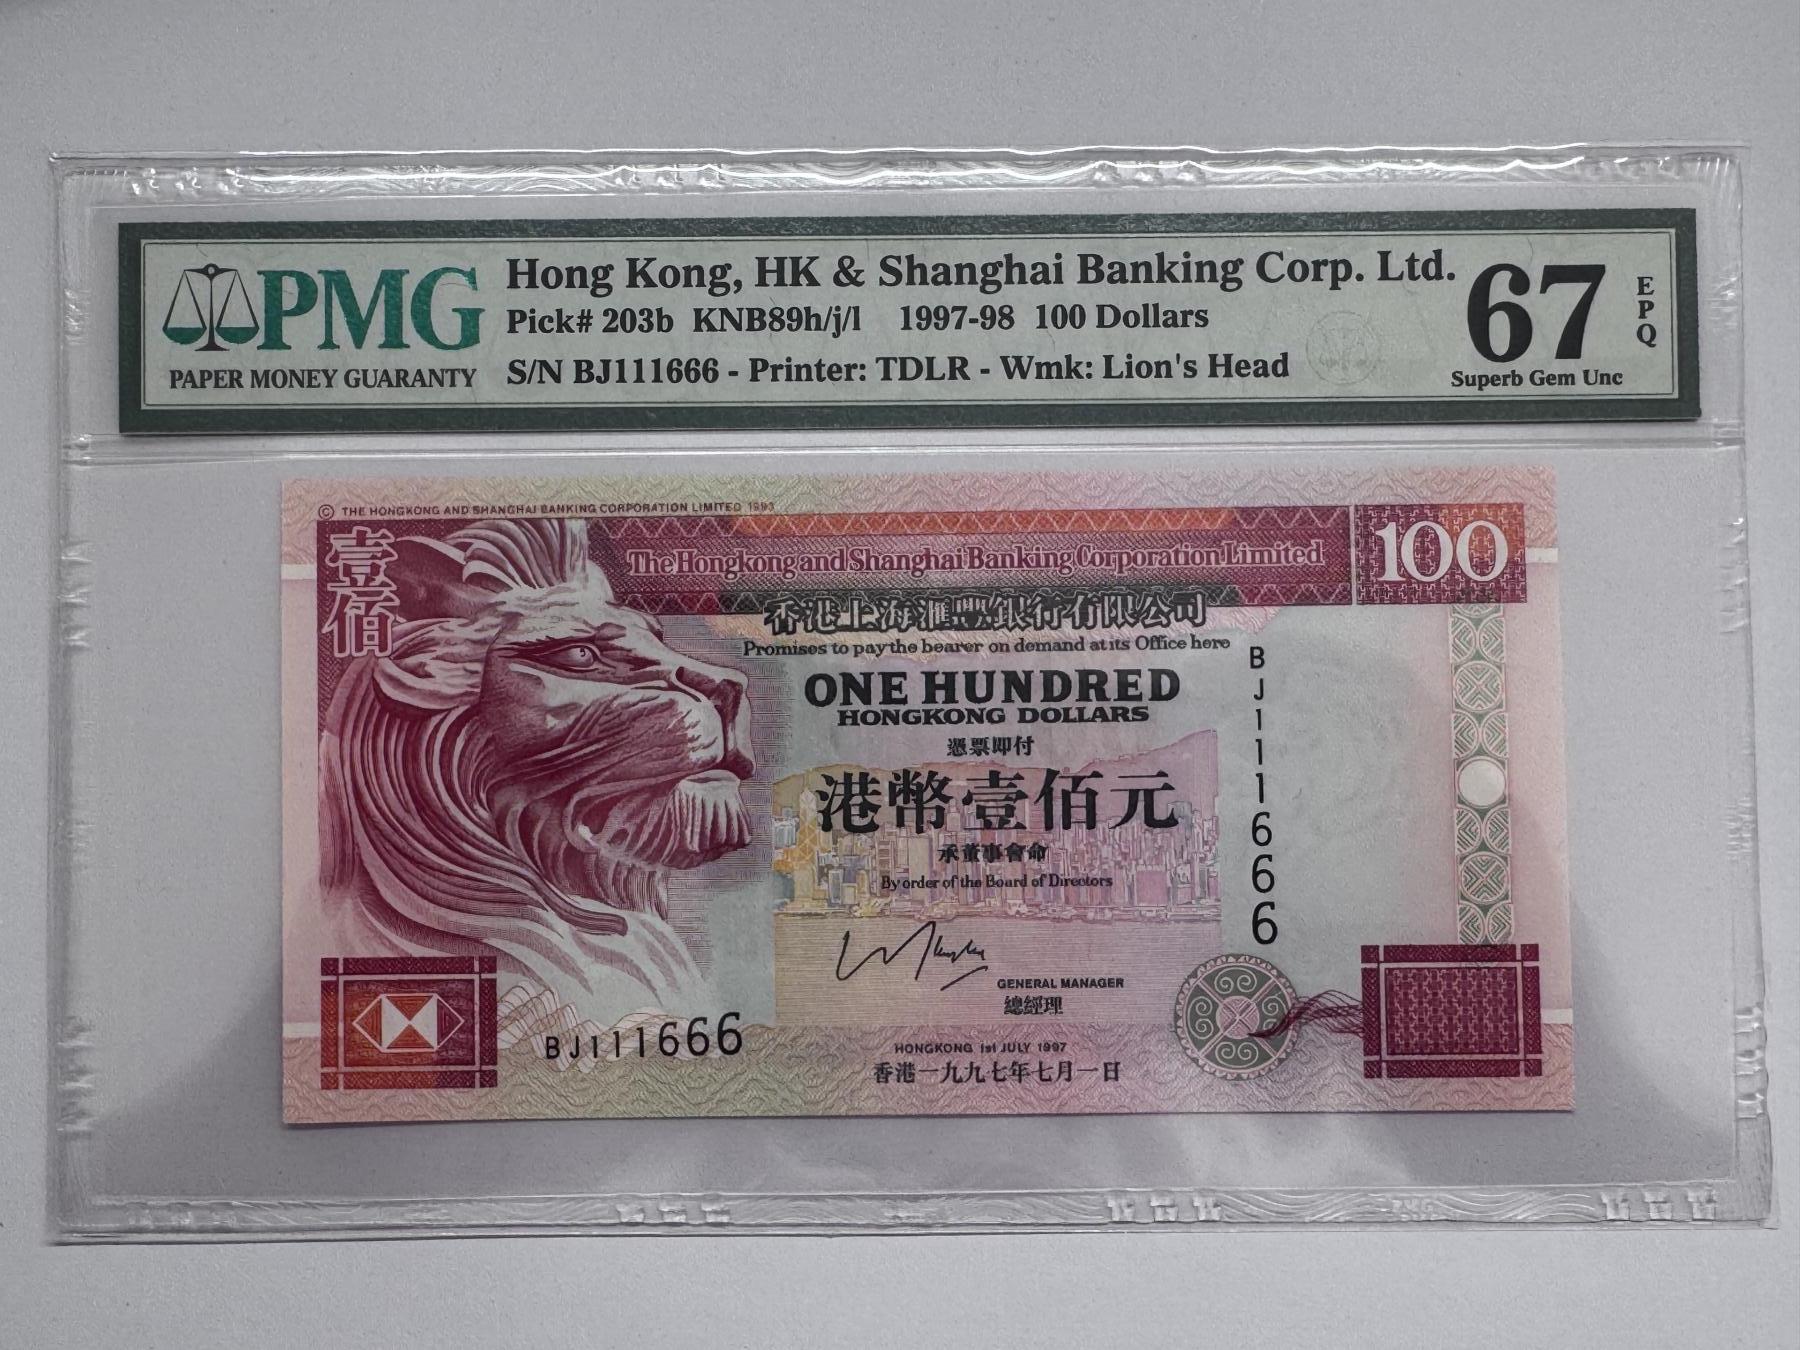 PMG
PAPER MONEY GUARANTY
Hong Kong, HK & Shanghai Banking Corp. Ltd.
Pick# 203b KNB89h/j/l 1997-98 100 Dollars
S/N BJ111666 - Printer: TDLR - Wmk: Lion's Head
67
EPQ
Superb Gem Unc
© THE HONGKONG AND SHANGHAI BANKING CORPORATION LIMITED 1993
壹佰
The Hongkong and Shanghai Banking Corporation Limited
100
香港上海滙豐銀行有限公司
Promises to pay the bearer on demand at its Office here
ONE HUNDRED
HONGKONG DOLLARS
憑票即付
港幣壹佰元
承董事會命
By order of the Board of Directors
BJ111666
GENERAL MANAGER
總經理
BJ111666
HONGKONG 1st JULY 1997
香港一九九七年七月一日